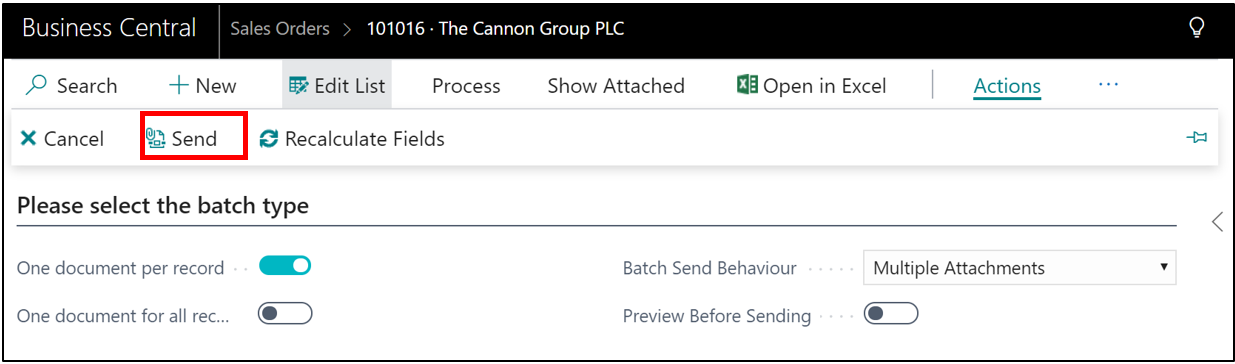 Business Central Sales Orders > 101016 · The Cannon Group PLC
Search New Edit List Process Show Attached Open in Excel Actions ...
Cancel Send Recalculate Fields
Please select the batch type
One document per record Batch Send Behaviour Multiple Attachments
One document for all rec... Preview Before Sending